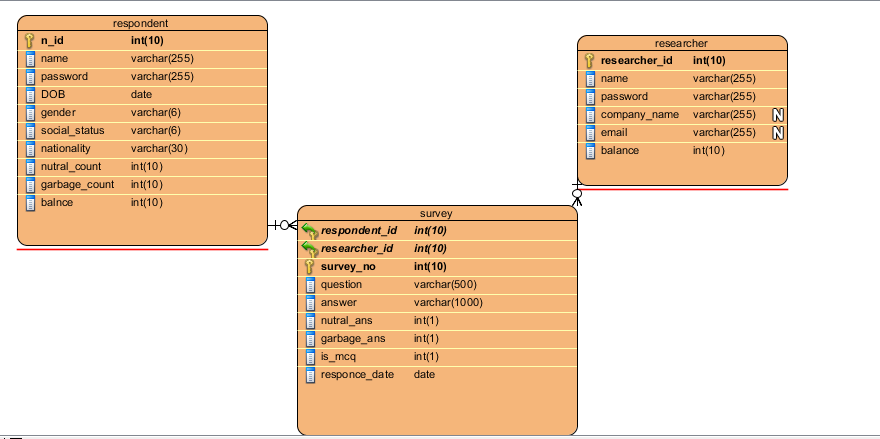 respondent
n_id int(10)
name varchar(255)
password varchar(255)
DOB date
gender varchar(6)
social_status varchar(6)
nationality varchar(30)
nutral_count int(10)
garbage_count int(10)
balnce int(10)
researcher
researcher_id int(10)
name varchar(255)
password varchar(255)
company_name varchar(255) N
email varchar(255) N
balance int(10)
survey
respondent_id int(10)
researcher_id int(10)
survey_no int(10)
question varchar(500)
answer varchar(1000)
nutral_ans int(1)
garbage_ans int(1)
is_mcq int(1)
responce_date date